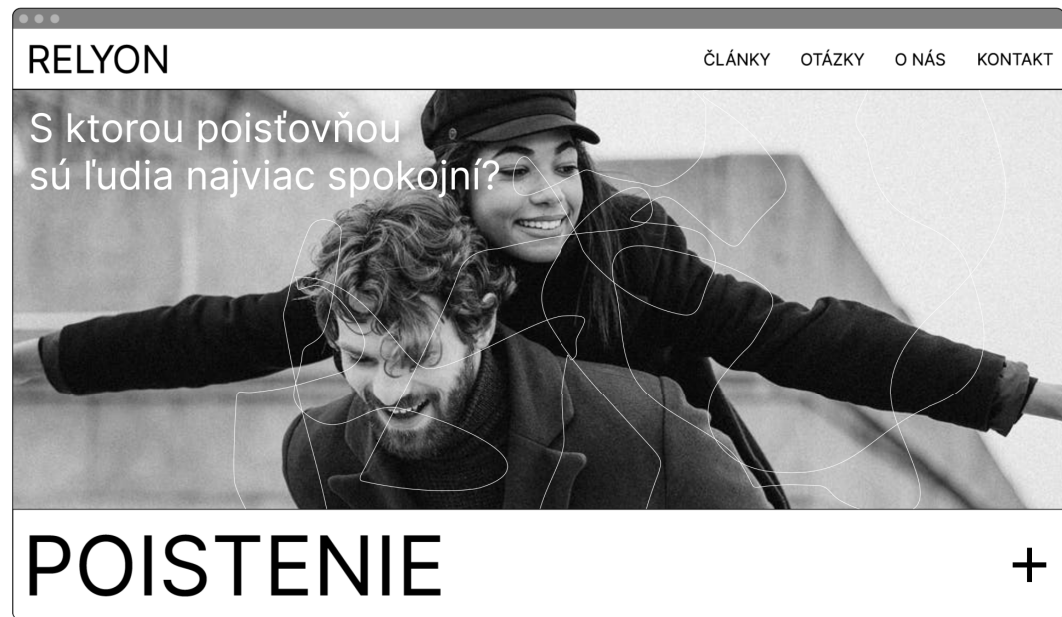 RELYON
ČLÁNKY OTÁZKY O NÁS KONTAKT
S ktorou poisťovňou
sú ľudia najviac spokojní?
POISTENIE +